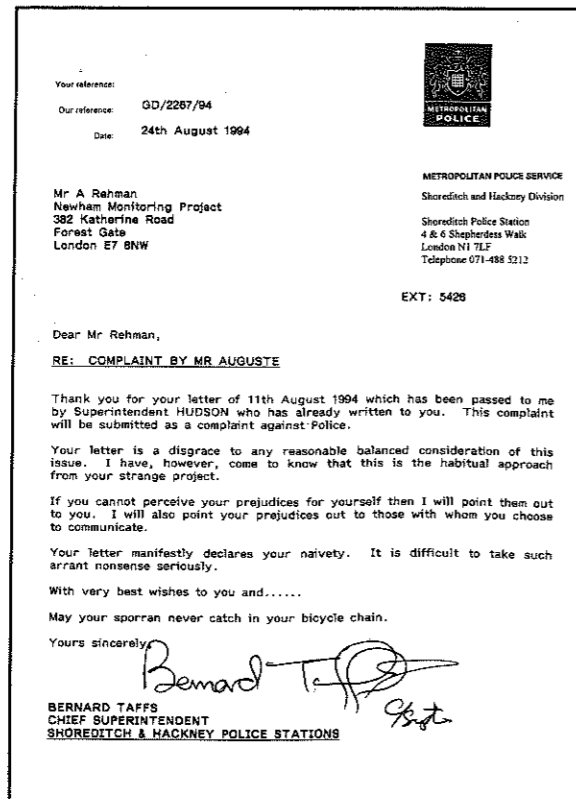 Your reference:
Our reference: GD/2267/94
Date: 24th August 1994
METROPOLITAN
POLICE
Mr A Rehman
Newham Monitoring Project
382 Katherine Road
Forest Gate
London E7 8NW
METROPOLITAN POLICE SERVICE
Shoreditch and Hackney Division
Shoreditch Police Station
4 & 6 Shepherdess Walk
London N1 7LF
Telephone 071-488 5212
EXT: 5426
Dear Mr Rehman,
RE: COMPLAINT BY MR AUGUSTE
Thank you for your letter of 11th August 1994 which has been passed to me
by Superintendent HUDSON who has already written to you. This complaint
will be submitted as a complaint against Police.
Your letter is a disgrace to any reasonable balanced consideration of this
issue. I have, however, come to know that this is the habitual approach
from your strange project.
If you cannot perceive your prejudices for yourself then I will point them out
to you. I will also point your prejudices out to those with whom you choose
to communicate.
Your letter manifestly declares your naivety. It is difficult to take such
arrant nonsense seriously.
With very best wishes to you and......
May your sporran never catch in your bicycle chain.
Yours sincerely,
Bernard Taffs
BERNARD TAFFS
CHIEF SUPERINTENDENT
SHOREDITCH & HACKNEY POLICE STATIONS